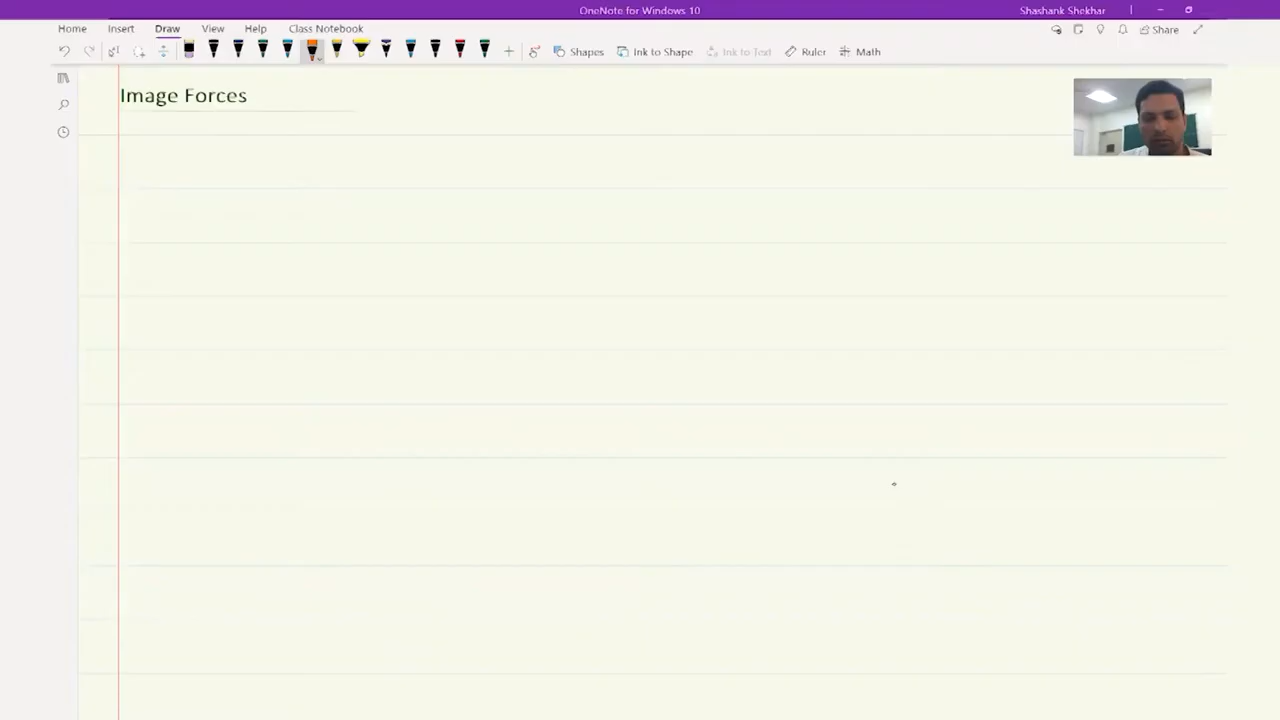 OneNote for Windows 10
Shashank Shekhar
Home Insert Draw View Help Class Notebook
Share
Shapes Ink to Shape Ink to Text Ruler Math
Image Forces